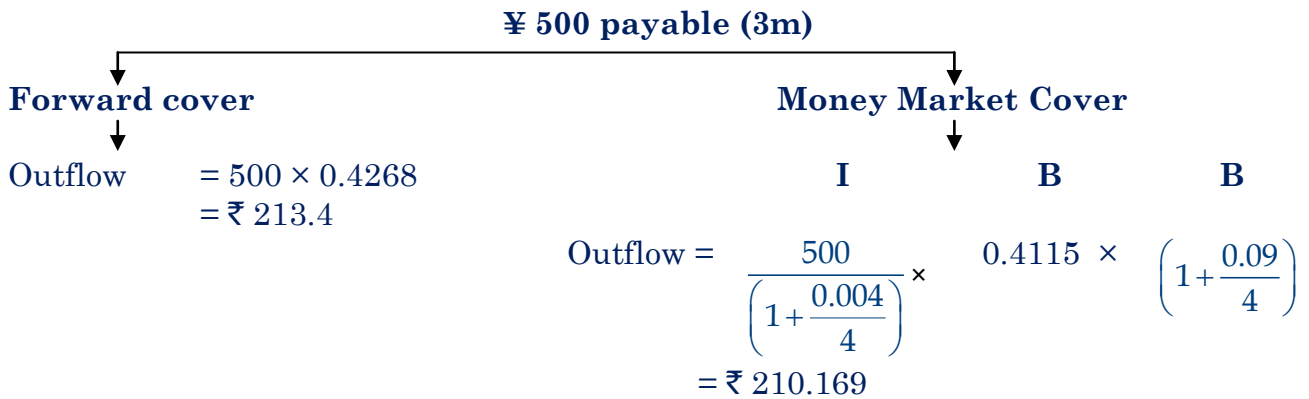 ¥ 500 payable (3m)
Forward cover
Money Market Cover
Outflow = 500 × 0.4268
= ₹ 213.4
I B B
Outflow = 500 / (1+ 0.004 / 4) × 0.4115 × (1+ 0.09 / 4)
= ₹ 210.169